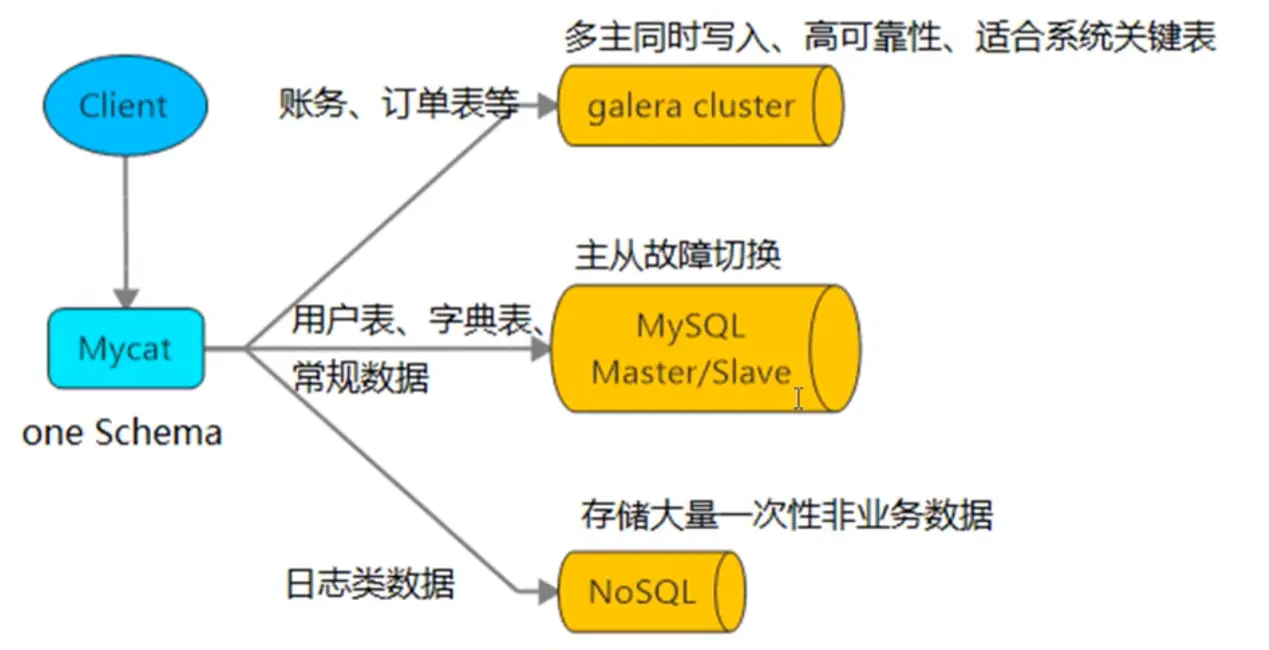 多主同时写入、高可靠性、适合系统关键表
Client
账务、订单表等
galera cluster
主从故障切换
用户表、字典表、
常规数据
MySQL
Master/Slave
Mycat
one Schema
存储大量一次性非业务数据
日志类数据
NoSQL